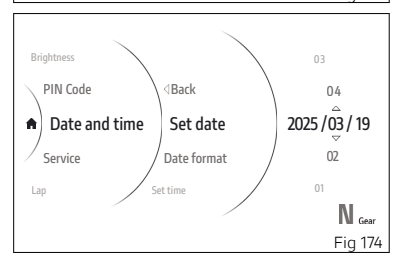 Brightness
PIN Code
Date and time
Service
Lap
Back
Set date
Date format
Set time
03
04
2025/03/19
02
01
N Gear
Fig 174